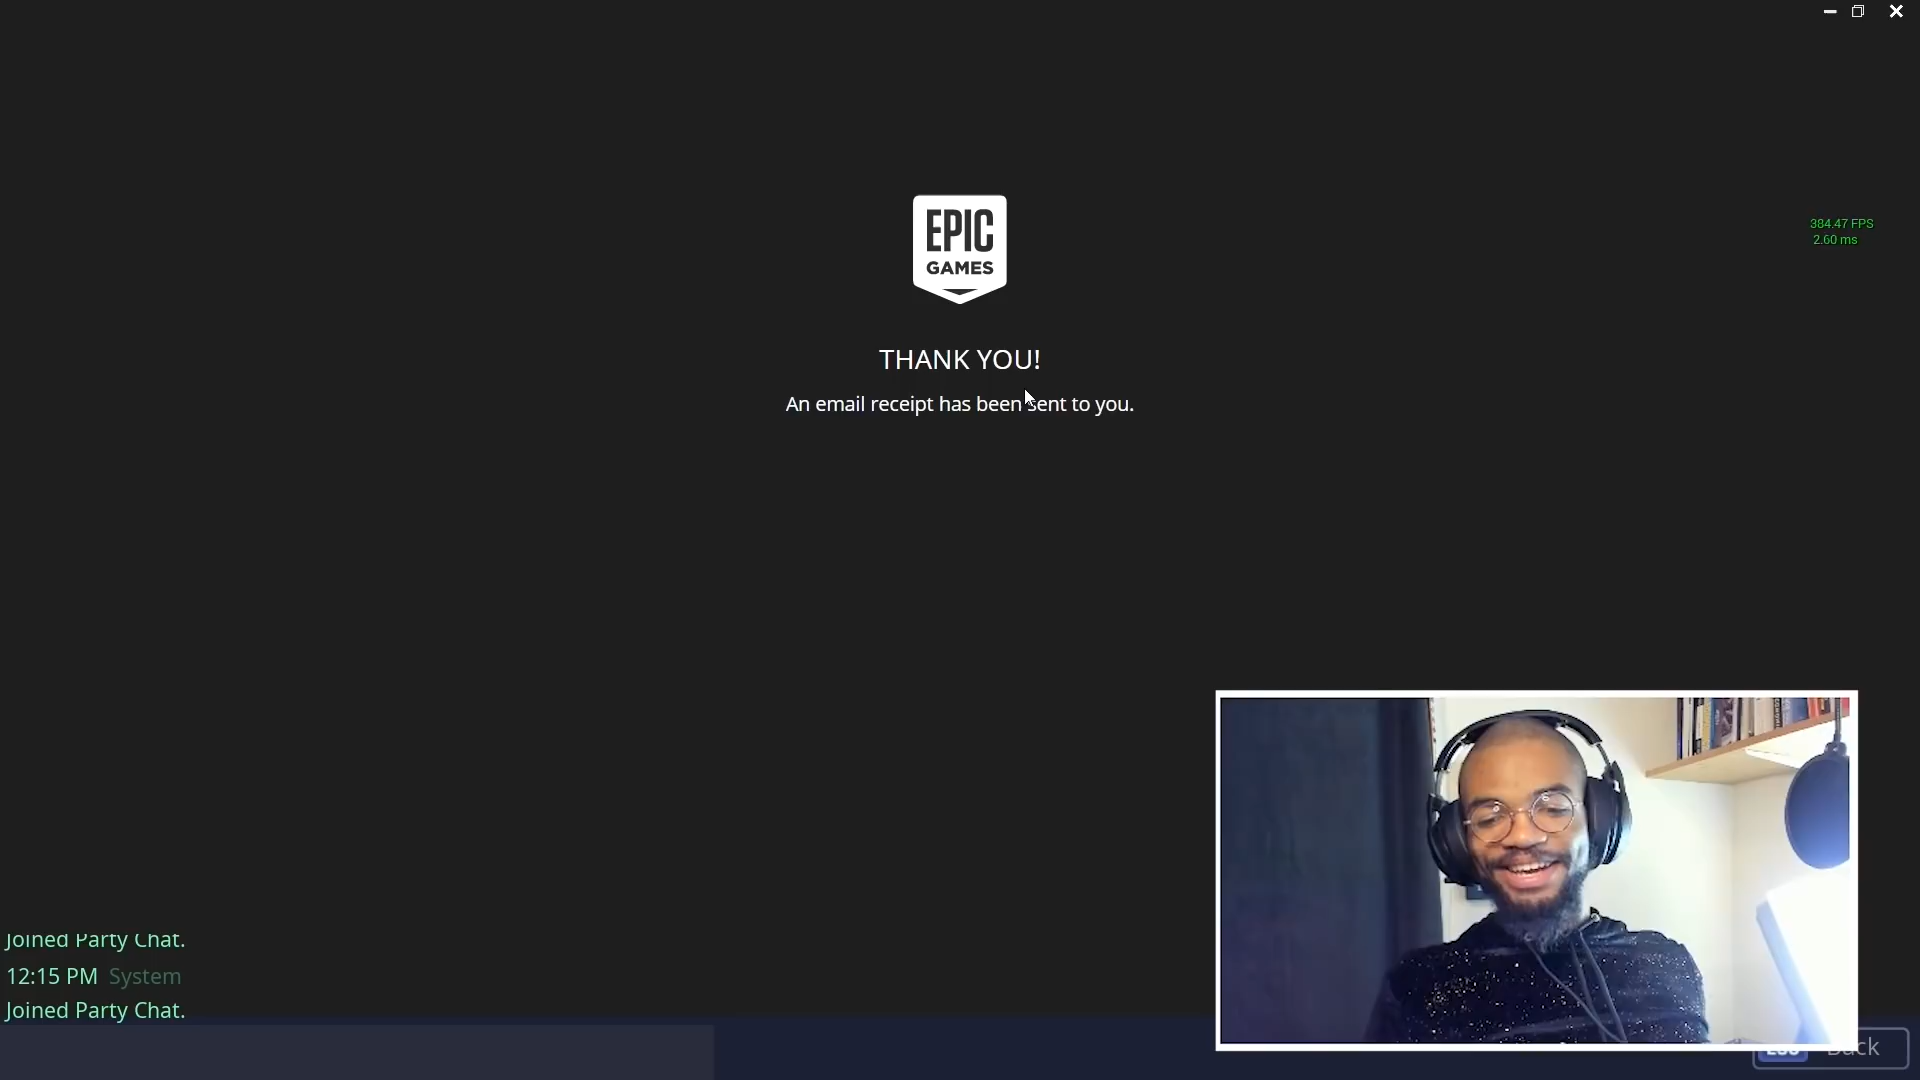 384.47 FPS
2.60 ms
EPIC
GAMES
THANK YOU!
An email receipt has been sent to you.
Joined Party Chat.
12:15 PM System
Joined Party Chat.
Back